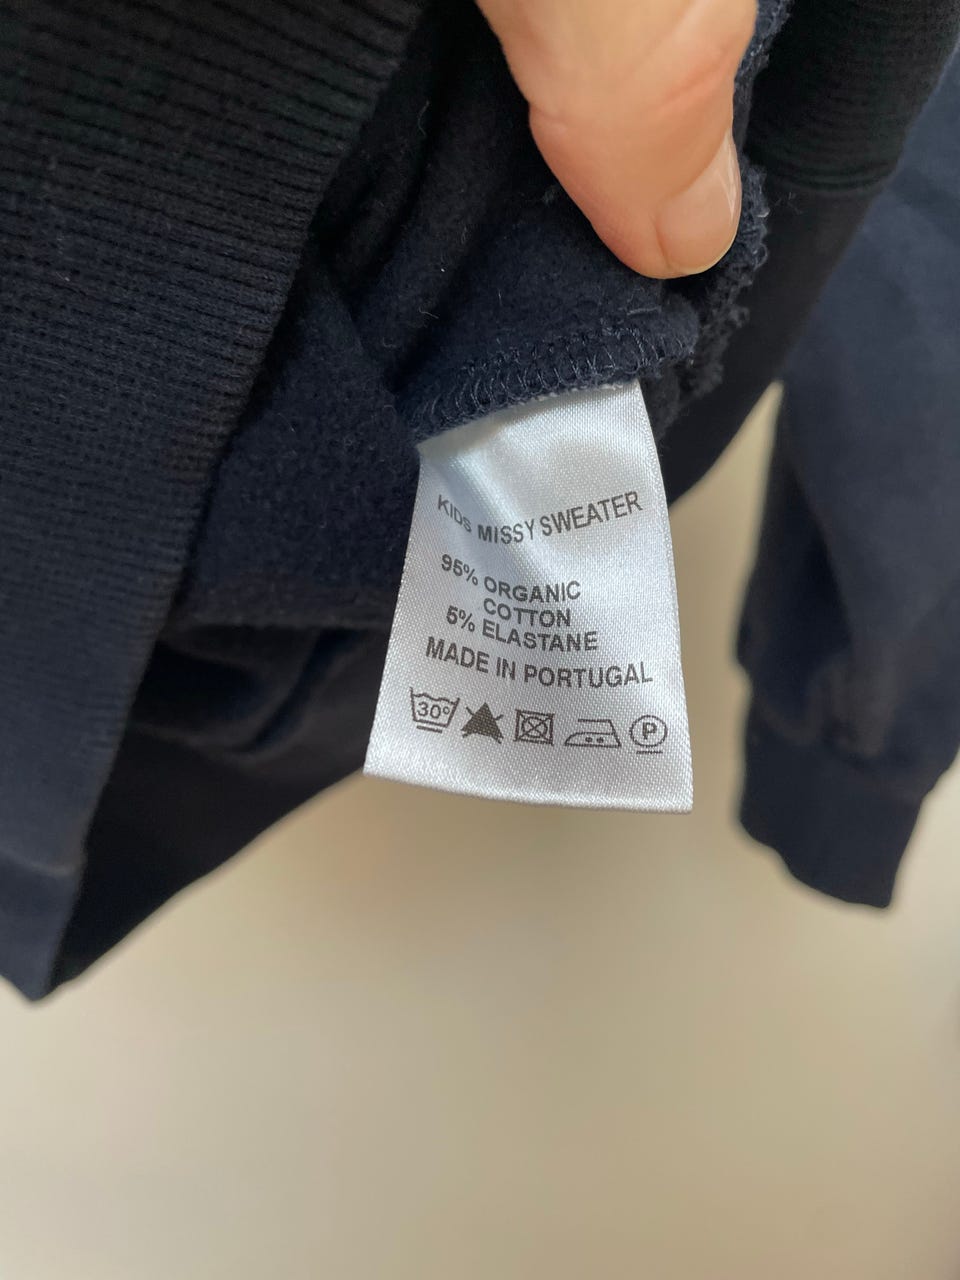 KIDS MISSY SWEATER
95% ORGANIC
COTTON
5% ELASTANE
MADE IN PORTUGAL
30° P